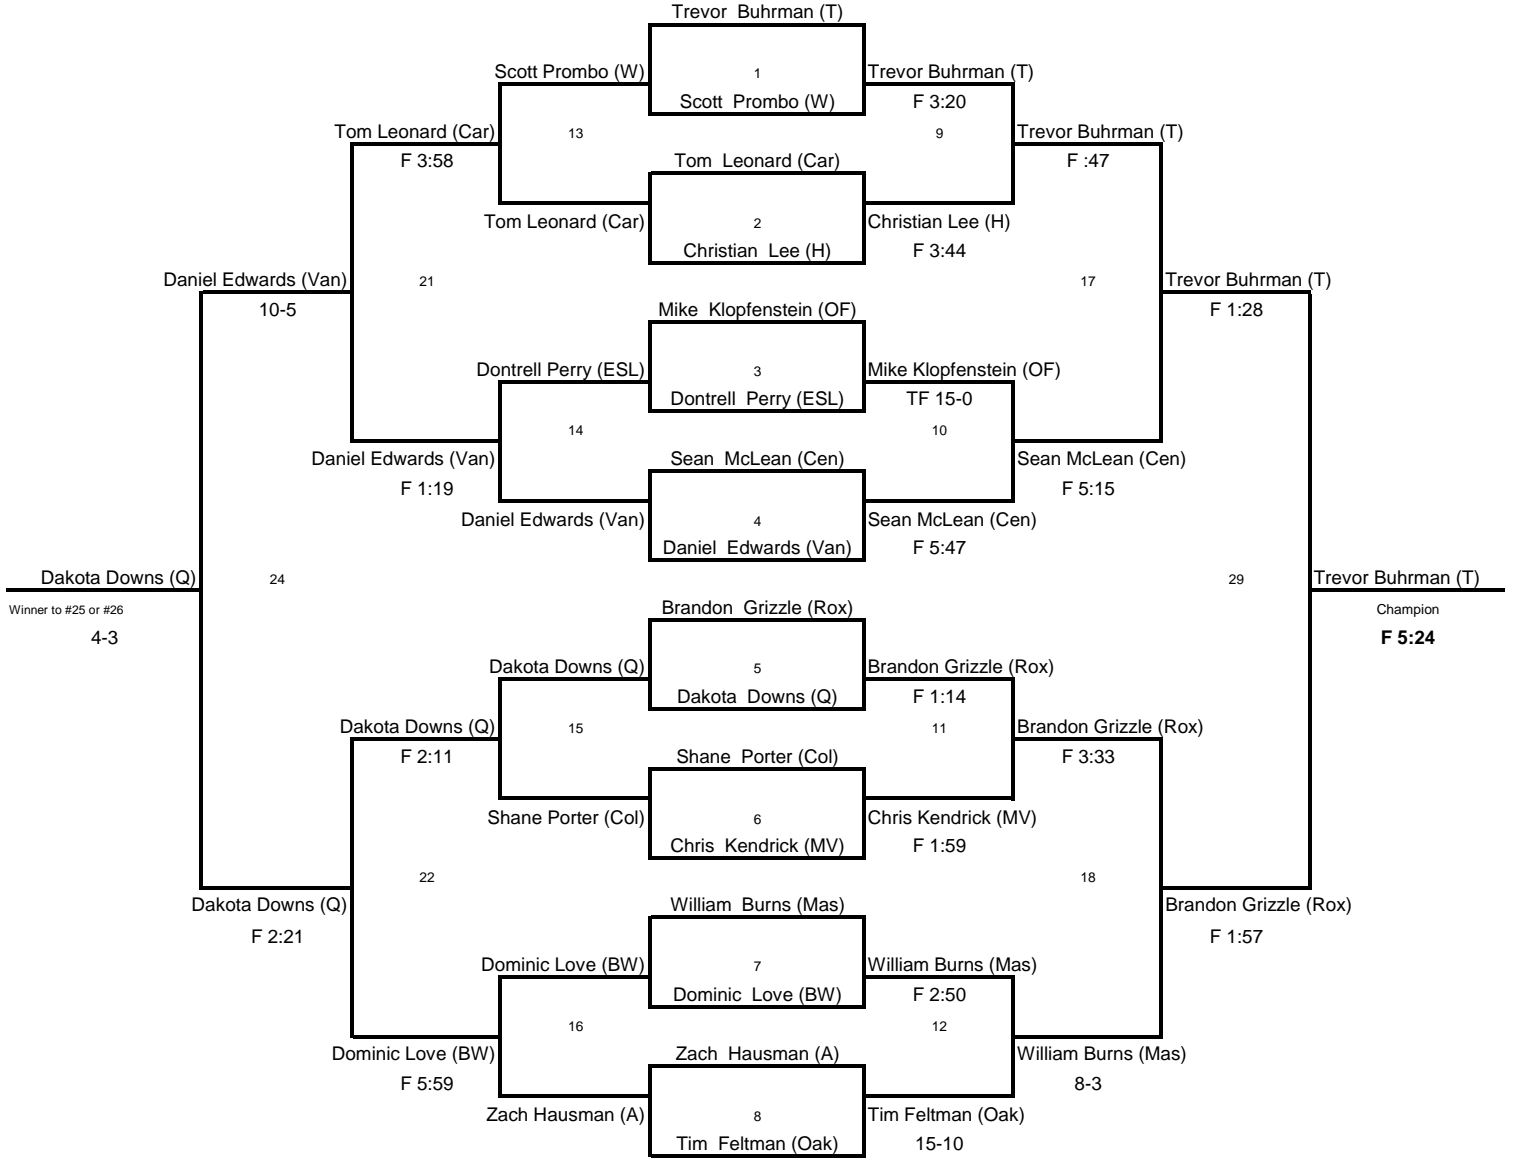 Trevor Buhrman (T)
Scott Prombo (W)
1
Trevor Buhrman (T)
Scott Prombo (W)
F 3:20
Tom Leonard (Car)
13
9
Trevor Buhrman (T)
F 3:58
Tom Leonard (Car)
F :47
Tom Leonard (Car)
2
Christian Lee (H)
Christian Lee (H)
F 3:44
Daniel Edwards (Van)
21
17
Trevor Buhrman (T)
10-5
Mike Klopfenstein (OF)
F 1:28
Dontrell Perry (ESL)
3
Mike Klopfenstein (OF)
Dontrell Perry (ESL)
TF 15-0
14
10
Daniel Edwards (Van)
Sean McLean (Cen)
Sean McLean (Cen)
F 1:19
F 5:15
Daniel Edwards (Van)
4
Sean McLean (Cen)
Daniel Edwards (Van)
F 5:47
Dakota Downs (Q)
24
29
Trevor Buhrman (T)
Winner to #25 or #26
Brandon Grizzle (Rox)
Champion
4-3
F 5:24
Dakota Downs (Q)
5
Brandon Grizzle (Rox)
Dakota Downs (Q)
F 1:14
Dakota Downs (Q)
15
11
Brandon Grizzle (Rox)
F 2:11
Shane Porter (Col)
F 3:33
Shane Porter (Col)
6
Chris Kendrick (MV)
Chris Kendrick (MV)
F 1:59
22
18
Dakota Downs (Q)
William Burns (Mas)
Brandon Grizzle (Rox)
F 2:21
F 1:57
Dominic Love (BW)
7
William Burns (Mas)
Dominic Love (BW)
F 2:50
16
12
Dominic Love (BW)
Zach Hausman (A)
William Burns (Mas)
F 5:59
8-3
Zach Hausman (A)
8
Tim Feltman (Oak)
Tim Feltman (Oak)
15-10